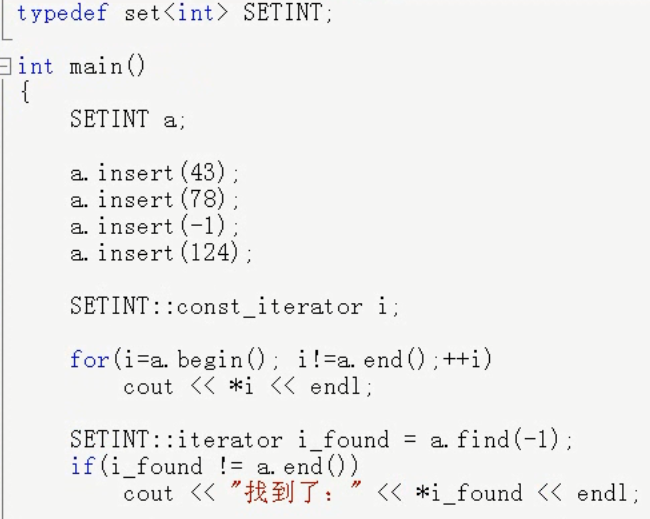 typedef set<int> SETINT;
int main()
{
SETINT a;
a.insert(43);
a.insert(78);
a.insert(-1);
a.insert(124);
SETINT::const_iterator i;
for(i=a.begin(); i!=a.end();++i)
cout << *i << endl;
SETINT::iterator i_found = a.find(-1);
if(i_found != a.end())
cout << "找到了：" << *i_found << endl;